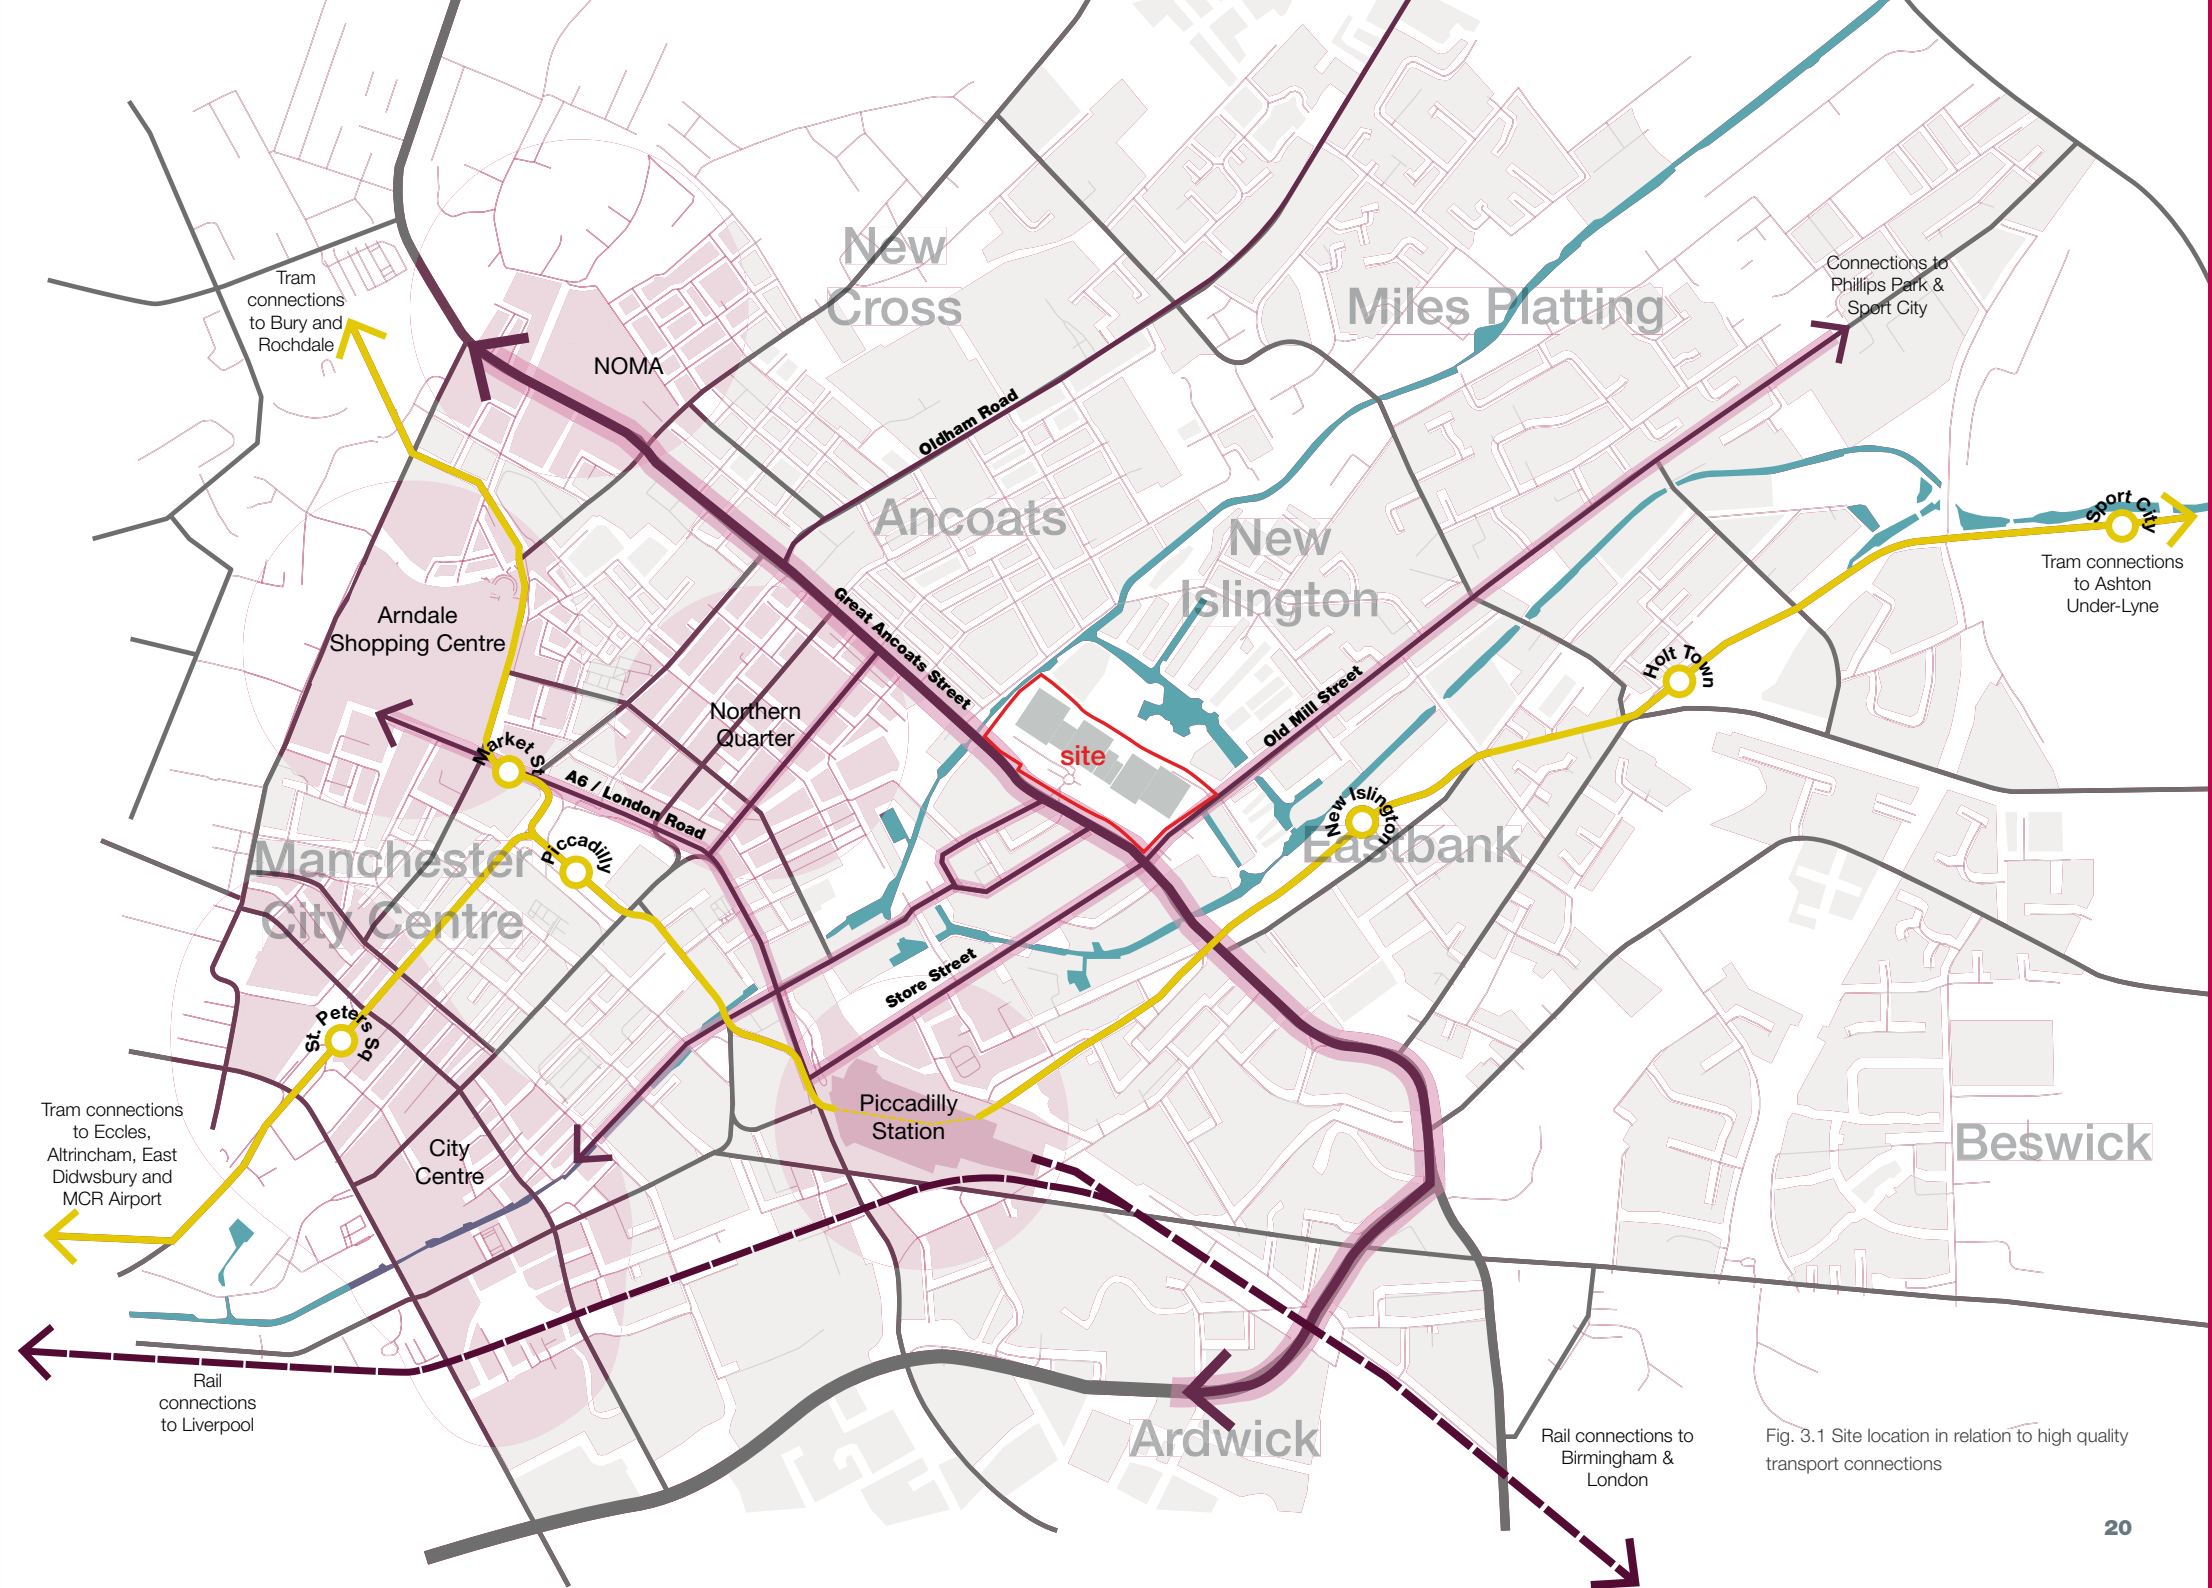 New
Cross
Miles Platting
Connections to
Phillips Park &
Sport City
Tram
connections
to Bury and
Rochdale
NOMA
Oldham Road
Ancoats
New
Islington
Sport City
Tram connections
to Ashton
Under-Lyne
Arndale
Shopping Centre
Great Ancoats Street
Holt Town
Old Mill Street
Northern
Quarter
site
Market St
A6 / London Road
New Islington
Eastbank
Piccadilly
Manchester
City Centre
Store Street
St. Peters Sq
Piccadilly
Station
Tram connections
to Eccles,
Altrincham, East
Didwsbury and
MCR Airport
City
Centre
Beswick
Rail
connections
to Liverpool
Ardwick
Rail connections to
Birmingham &
London
Fig. 3.1 Site location in relation to high quality
transport connections
20